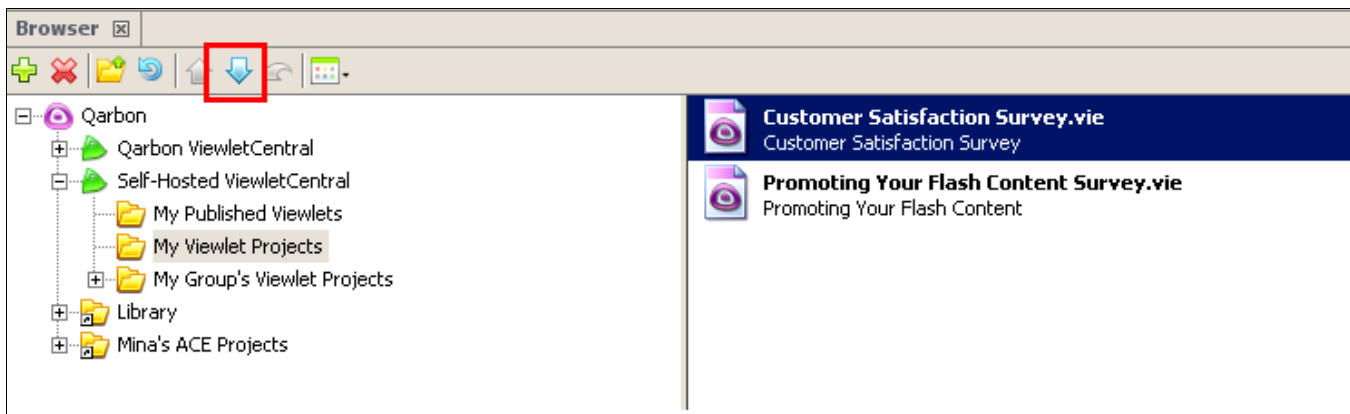 Browser
Qarbon
Qarbon ViewletCentral
Self-Hosted ViewletCentral
My Published Viewlets
My Viewlet Projects
My Group's Viewlet Projects
Library
Mina's ACE Projects
Customer Satisfaction Survey.vie
Customer Satisfaction Survey
Promoting Your Flash Content Survey.vie
Promoting Your Flash Content